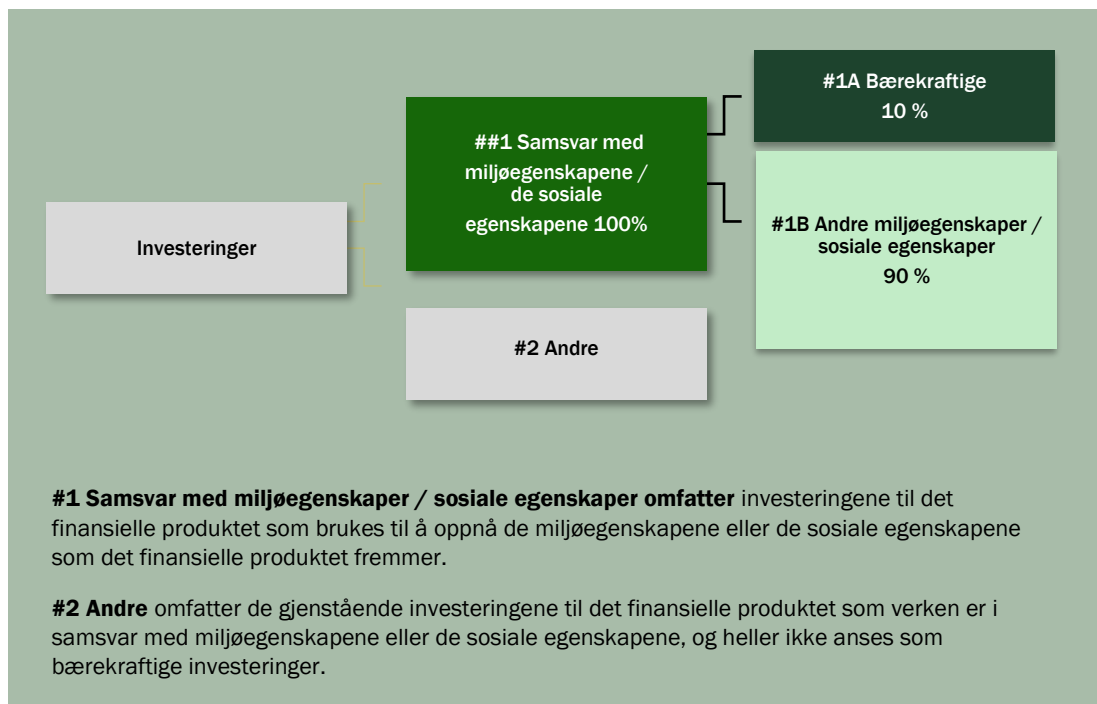 Investeringer
##1 Samsvar med
miljøegenskapene /
de sosiale
egenskapene 100%
#2 Andre
#1A Bærekraftige
10 %
#1B Andre miljøegenskaper /
sosiale egenskaper
90 %
#1 Samsvar med miljøegenskaper / sosiale egenskaper omfatter investeringene til det
finansielle produktet som brukes til å oppnå de miljøegenskapene eller de sosiale egenskapene
som det finansielle produktet fremmer.
#2 Andre omfatter de gjenstående investeringene til det finansielle produktet som verken er i
samsvar med miljøegenskapene eller de sosiale egenskapene, og heller ikke anses som
bærekraftige investeringer.